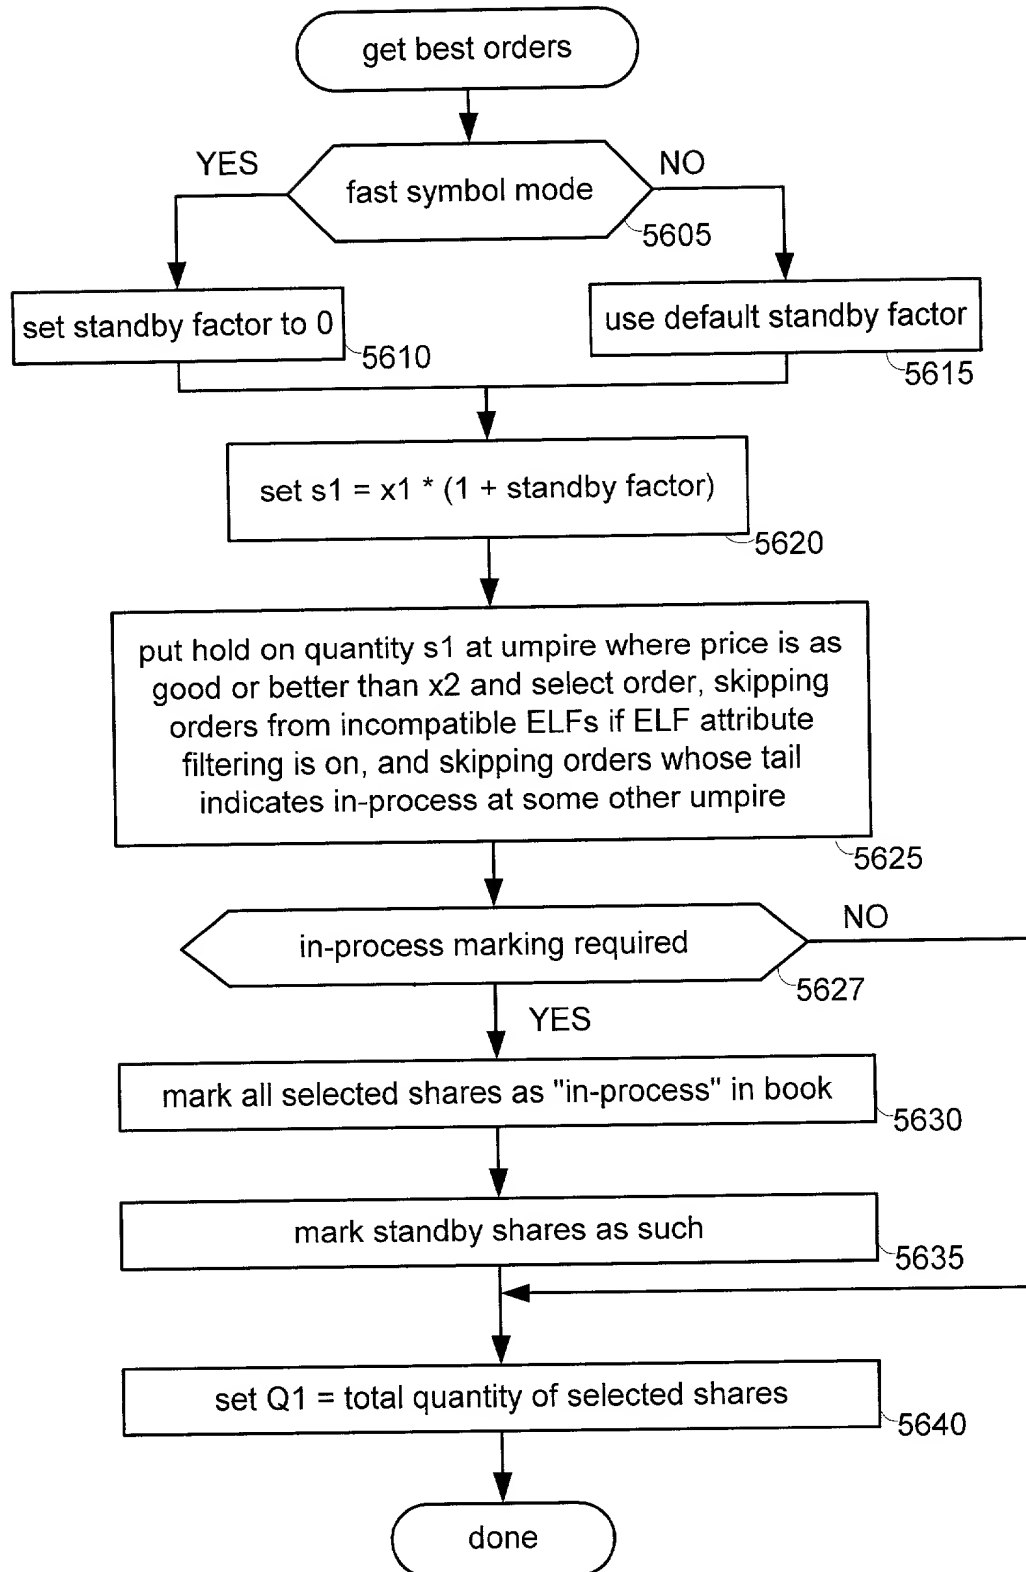 get best orders
YES
NO
fast symbol mode
5605
set standby factor to 0
5610
use default standby factor
5615
set s1 = x1 * (1 + standby factor)
5620
put hold on quantity s1 at umpire where price is as
good or better than x2 and select order, skipping
orders from incompatible ELFs if ELF attribute
filtering is on, and skipping orders whose tail
indicates in-process at some other umpire
5625
NO
in-process marking required
5627
YES
mark all selected shares as "in-process" in book
5630
mark standby shares as such
5635
set Q1 = total quantity of selected shares
5640
done